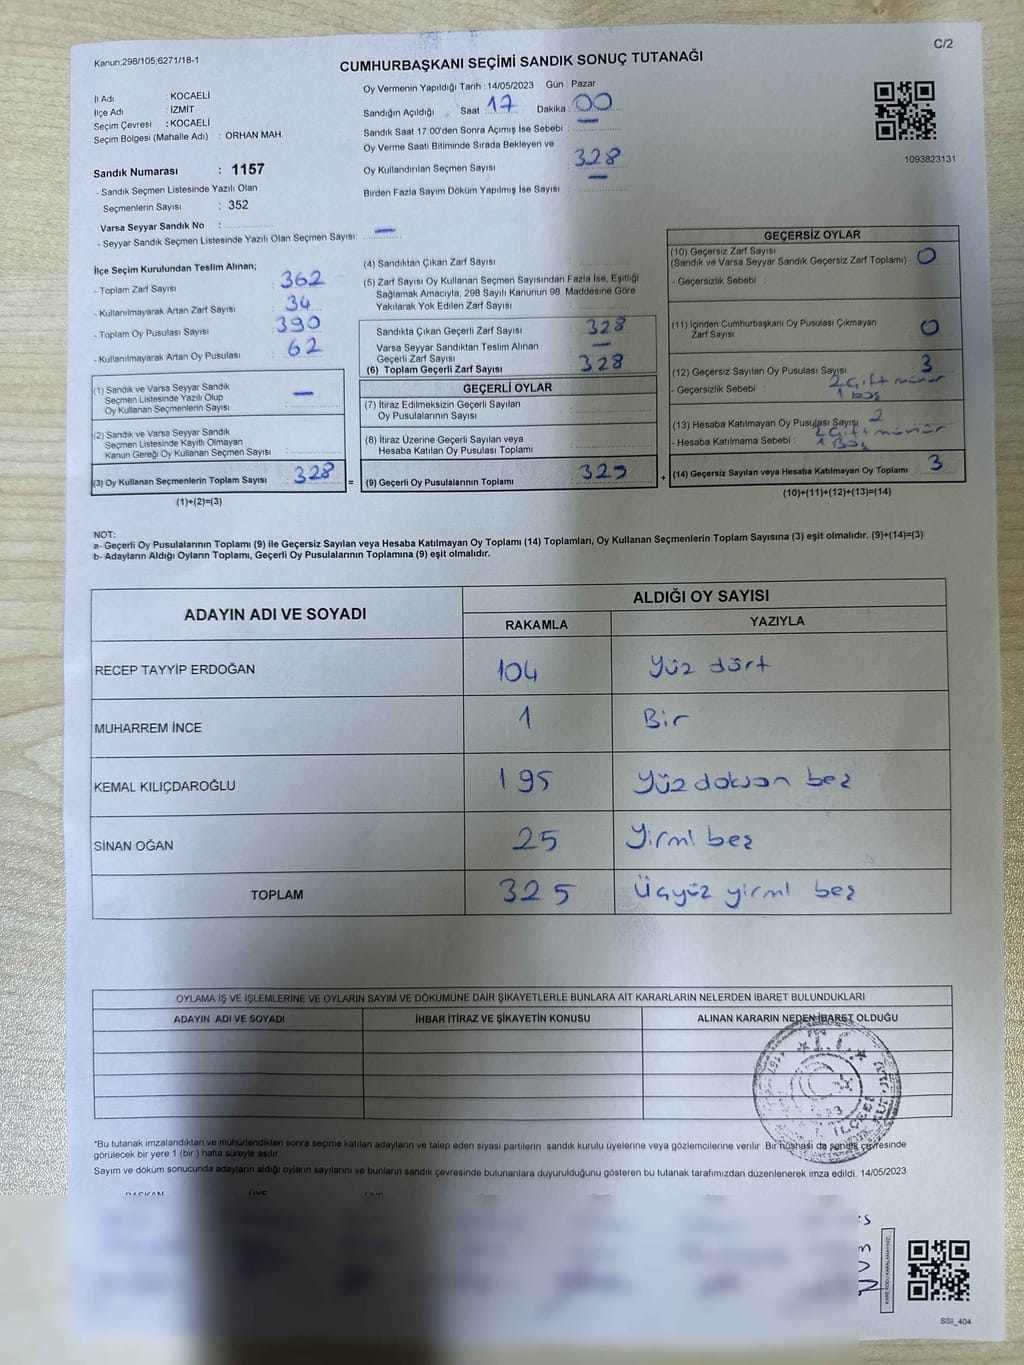 Kanun;298/105;6271/18-1
C/2
CUMHURBAŞKANI SEÇİMİ SANDIK SONUÇ TUTANAĞI
İl Adı : KOCAELİ
İlçe Adı : İZMİT
Seçim Çevresi : KOCAELİ
Seçim Bölgesi (Mahalle Adı) : ORHAN MAH.
Oy Vermenin Yapıldığı Tarih : 14/05/2023 Gün : Pazar
Sandığın Açıldığı Saat 17 Dakika 00
Sandık Saat 17.00'den Sonra Açımış İse Sebebi : —
Oy Verme Saati Bitiminde Sırada Bekleyen ve
Oy Kullandırılan Seçmen Sayısı : 328
Birden Fazla Sayım Döküm Yapılmış İse Sayısı : —
1093823131
Sandık Numarası : 1157
- Sandık Seçmen Listesinde Yazılı Olan
Seçmenlerin Sayısı : 352
Varsa Seyyar Sandık No :
- Seyyar Sandık Seçmen Listesinde Yazılı Olan Seçmen Sayısı: —
İlçe Seçim Kurulundan Teslim Alınan;
- Toplam Zarf Sayısı : 362
- Kullanılmayarak Artan Zarf Sayısı : 34
- Toplam Oy Pusulası Sayısı : 390
- Kullanılmayarak Artan Oy Pusulası : 62
(1) Sandık ve Varsa Seyyar Sandık
Seçmen Listesinde Yazılı Olup
Oy Kullanan Seçmenlerin Sayısı : —
(2) Sandık ve Varsa Seyyar Sandık
Seçmen Listesinde Kayıtlı Olmayan
Kanun Gereği Oy Kullanan Seçmen Sayısı :
(3) Oy Kullanan Seçmenlerin Toplam Sayısı : 328
(1)+(2)=(3)
=
(4) Sandıktan Çıkan Zarf Sayısı :
(5) Zarf Sayısı Oy Kullanan Seçmen Sayısından Fazla İse, Eşitliği
Sağlamak Amacıyla, 298 Sayılı Kanunun 98. Maddesine Göre
Yakılarak Yok Edilen Zarf Sayısı :
Sandıkta Çıkan Geçerli Zarf Sayısı : 328
Varsa Seyyar Sandıktan Teslim Alınan
Geçerli Zarf Sayısı : —
(6) Toplam Geçerli Zarf Sayısı : 328
GEÇERLİ OYLAR
(7) İtiraz Edilmeksizin Geçerli Sayılan
Oy Pusulalarının Sayısı :
(8) İtiraz Üzerine Geçerli Sayılan veya
Hesaba Katılan Oy Pusulası Toplamı :
(9) Geçerli Oy Pusulalarının Toplamı : 325
+
GEÇERSİZ OYLAR
(10) Geçersiz Zarf Sayısı
(Sandık ve Varsa Seyyar Sandık Geçersiz Zarf Toplamı) : 0
- Geçersizlik Sebebi :
(11) İçinden Cumhurbaşkanı Oy Pusulası Çıkmayan
Zarf Sayısı : 0
(12) Geçersiz Sayılan Oy Pusulası Sayısı : 3
- Geçersizlik Sebebi : 2 Çift mühür
1 boş
(13) Hesaba Katılmayan Oy Pusulası Sayısı : 2
- Hesaba Katılmama Sebebi : 2 Çift mühür
1 Boş
(14) Geçersiz Sayılan veya Hesaba Katılmayan Oy Toplamı : 3
(10)+(11)+(12)+(13)=(14)
NOT:
a- Geçerli Oy Pusulalarının Toplamı (9) ile Geçersiz Sayılan veya Hesaba Katılmayan Oy Toplamı (14) Toplamları, Oy Kullanan Seçmenlerin Toplam Sayısına (3) eşit olmalıdır. (9)+(14)=(3)
b- Adayların Aldığı Oyların Toplamı, Geçerli Oy Pusulalarının Toplamına (9) eşit olmalıdır.
ADAYIN ADI VE SOYADI
ALDIĞI OY SAYISI
RAKAMLA YAZIYLA
RECEP TAYYİP ERDOĞAN 104 Yüz dört
MUHARREM İNCE 1 Bir
KEMAL KILIÇDAROĞLU 195 Yüz doksan beş
SİNAN OĞAN 25 Yirmi beş
TOPLAM 325 Üçyüz yirmi beş
OYLAMA İŞ VE İŞLEMLERİNE VE OYLARIN SAYIM VE DÖKÜMÜNE DAİR ŞİKAYETLERLE BUNLARA AİT KARARLARIN NELERDEN İBARET BULUNDUKLARI
ADAYIN ADI VE SOYADI İHBAR İTİRAZ VE ŞİKAYETİN KONUSU ALINAN KARARIN NEDEN İBARET OLDUĞU
T.C.
*Bu tutanak imzalandıktan ve mühürlendikten sonra seçime katılan adayların ve talep eden siyasi partilerin sandık kurulu üyelerine veya gözlemcilerine verilir. Bir nüshası da sandık çevresinde
görülecek bir yere 1 (bir ) hafta süreyle asılır.
Sayım ve döküm sonucunda adayların aldığı oyların sayılarını ve bunların sandık çevresinde bulunanlara duyurulduğunu gösteren bu tutanak tarafımızdan düzenlenerek imza edildi. 14/05/2023
BAŞKAN ÜYE ÜYE
SSI_404